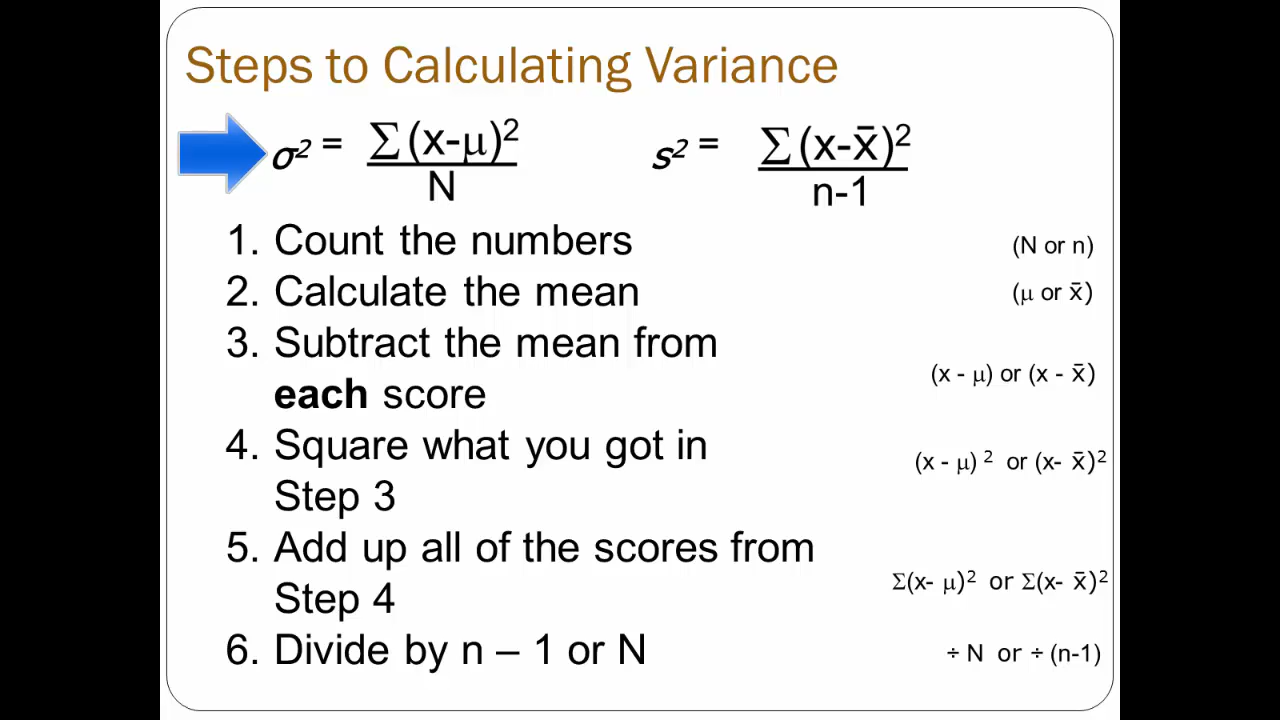 Steps to Calculating Variance
σ² = ∑(x-μ)² / N    s² = ∑(x-x̄)² / n-1
1. Count the numbers (N or n)
2. Calculate the mean (μ or x̄)
3. Subtract the mean from
each score (x - μ) or (x - x̄)
4. Square what you got in
Step 3 (x - μ) ² or (x- x̄)²
5. Add up all of the scores from
Step 4 Σ(x- μ)² or Σ(x- x̄)²
6. Divide by n – 1 or N ÷ N or ÷ (n-1)